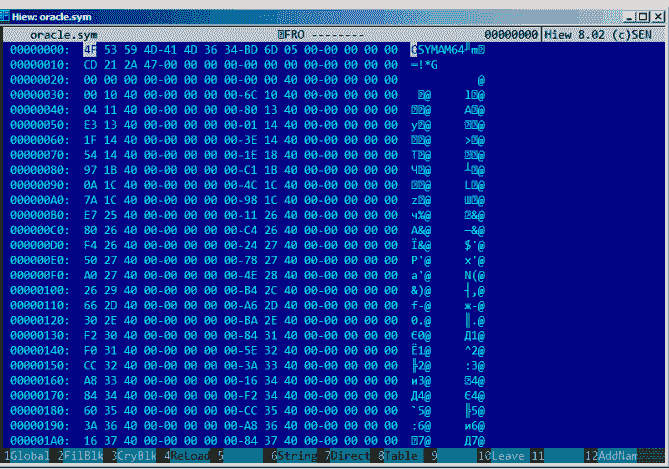 Hiew: oracle.sym
oracle.sym FRO -------- 00000000 Hiew 8.02 (c)SEN
00000000: 4F 53 59 4D-41 4D 36 34-BD 6D 05 00-00 00 00 00 OSYMAM64╜m
00000010: CD 21 2A 47-00 00 00 00-00 00 00 00-00 00 00 00 ═!*G
00000020: 00 00 00 00-00 00 00 00-00 00 40 00-00 00 00 00 @
00000030: 00 10 40 00-00 00 00 00-6C 10 40 00-00 00 00 00 @ l@
00000040: 04 11 40 00-00 00 00 00-80 13 40 00-00 00 00 00 @ А@
00000050: E3 13 40 00-00 00 00 00-01 14 40 00-00 00 00 00 у@ @
00000060: 1F 14 40 00-00 00 00 00-3E 14 40 00-00 00 00 00 @ >@
00000070: 54 14 40 00-00 00 00 00-1E 18 40 00-00 00 00 00 T@ @
00000080: 97 1B 40 00-00 00 00 00-C1 1B 40 00-00 00 00 00 Ч@ ┴@
00000090: 0A 1C 40 00-00 00 00 00-4C 1C 40 00-00 00 00 00 @ L@
000000A0: 7A 1C 40 00-00 00 00 00-98 1C 40 00-00 00 00 00 z@ Ш@
000000B0: E7 25 40 00-00 00 00 00-11 26 40 00-00 00 00 00 ч%@ &@
000000C0: 80 26 40 00-00 00 00 00-C4 26 40 00-00 00 00 00 А&@ ─&@
000000D0: F4 26 40 00-00 00 00 00-24 27 40 00-00 00 00 00 Ї&@ $'@
000000E0: 50 27 40 00-00 00 00 00-78 27 40 00-00 00 00 00 P'@ x'@
000000F0: A0 27 40 00-00 00 00 00-4E 28 40 00-00 00 00 00 а'@ N(@
00000100: 26 29 40 00-00 00 00 00-B4 2C 40 00-00 00 00 00 &)@ ┤,@
00000110: 66 2D 40 00-00 00 00 00-A6 2D 40 00-00 00 00 00 f-@ ж-@
00000120: 30 2E 40 00-00 00 00 00-BA 2E 40 00-00 00 00 00 0.@ ║.@
00000130: F2 30 40 00-00 00 00 00-84 31 40 00-00 00 00 00 Є0@ Д1@
00000140: F0 31 40 00-00 00 00 00-5E 32 40 00-00 00 00 00 Ё1@ ^2@
00000150: CC 32 40 00-00 00 00 00-3A 33 40 00-00 00 00 00 ╠2@ :3@
00000160: A8 33 40 00-00 00 00 00-16 34 40 00-00 00 00 00 и3@ 4@
00000170: 84 34 40 00-00 00 00 00-F2 34 40 00-00 00 00 00 Д4@ Є4@
00000180: 60 35 40 00-00 00 00 00-CC 35 40 00-00 00 00 00 `5@ ╠5@
00000190: 3A 36 40 00-00 00 00 00-A8 36 40 00-00 00 00 00 :6@ и6@
000001A0: 16 37 40 00-00 00 00 00-84 37 40 00-00 00 00 00 7@ Д7@
1Global 2FilBlk 3CryBlk 4ReLoad 5 6String 7Direct 8Table 9 10Leave 11 12AddNam